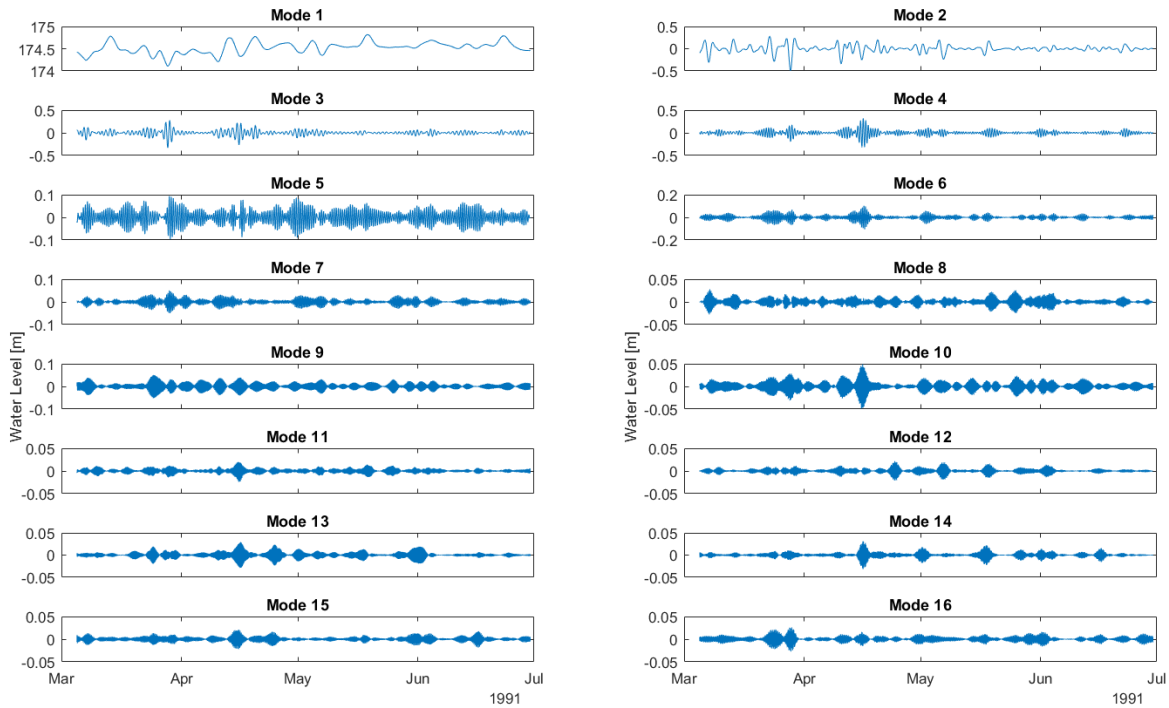 Mode 1
175
174.5
174
Mode 2
0.5
0
-0.5
Mode 3
0.5
0
-0.5
Mode 4
0.5
0
-0.5
Mode 5
0.1
0
-0.1
Mode 6
0.2
0
-0.2
Mode 7
0.1
0
-0.1
Mode 8
0.05
0
-0.05
Water Level [m]
Mode 9
0.1
0
-0.1
Water Level [m]
Mode 10
0.05
0
-0.05
Mode 11
0.05
0
-0.05
Mode 12
0.05
0
-0.05
Mode 13
0.05
0
-0.05
Mode 14
0.05
0
-0.05
Mode 15
0.05
0
-0.05
Mar Apr May Jun Jul
1991
Mode 16
0.05
0
-0.05
Mar Apr May Jun Jul
1991